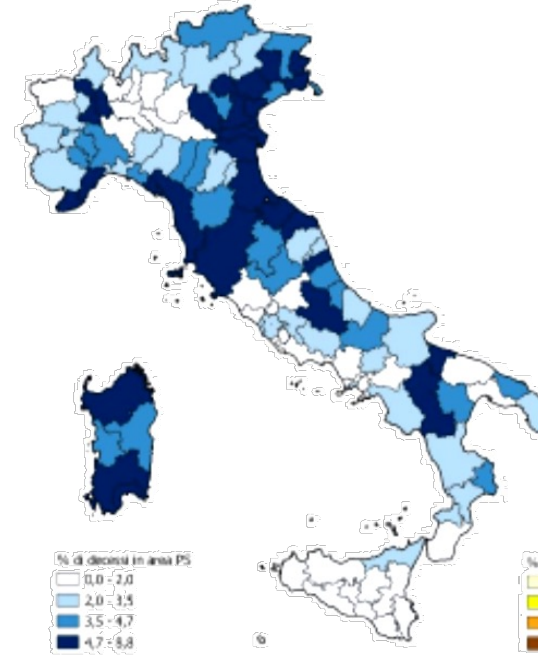 % di decessi in area PS
0,0 - 2,0
2,0 - 3,5
3,5 - 4,7
4,7 - 8,8
%